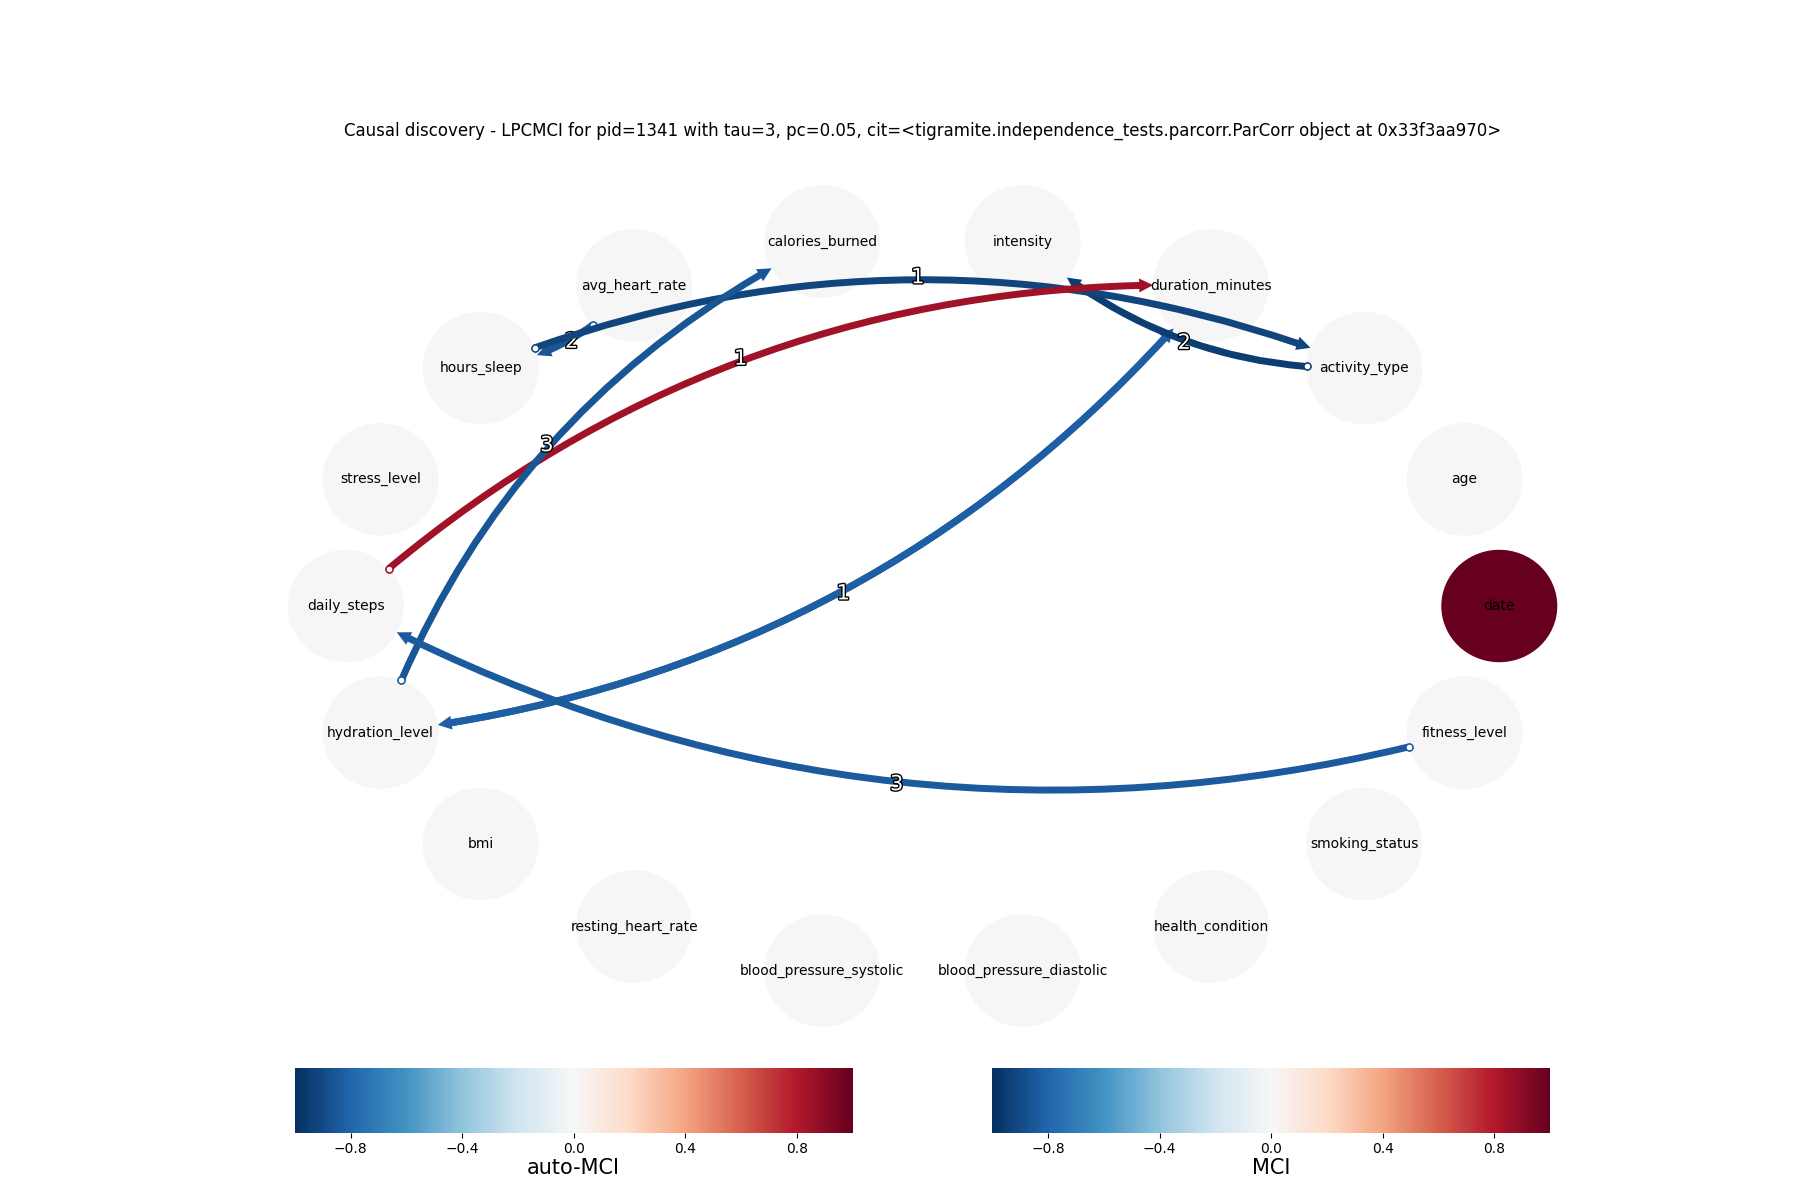 Causal discovery - LPCMCI for pid=1341 with tau=3, pc=0.05, cit=<tigramite.independence_tests.parcorr.ParCorr object at 0x33f3aa970>
calories_burned
intensity
avg_heart_rate
duration_minutes
1
2
2
hours_sleep
activity_type
1
3
stress_level
age
1
daily_steps
date
hydration_level
fitness_level
3
bmi
smoking_status
resting_heart_rate
health_condition
blood_pressure_systolic
blood_pressure_diastolic
−0.8 −0.4 0.0 0.4 0.8
auto-MCI
−0.8 −0.4 0.0 0.4 0.8
MCI